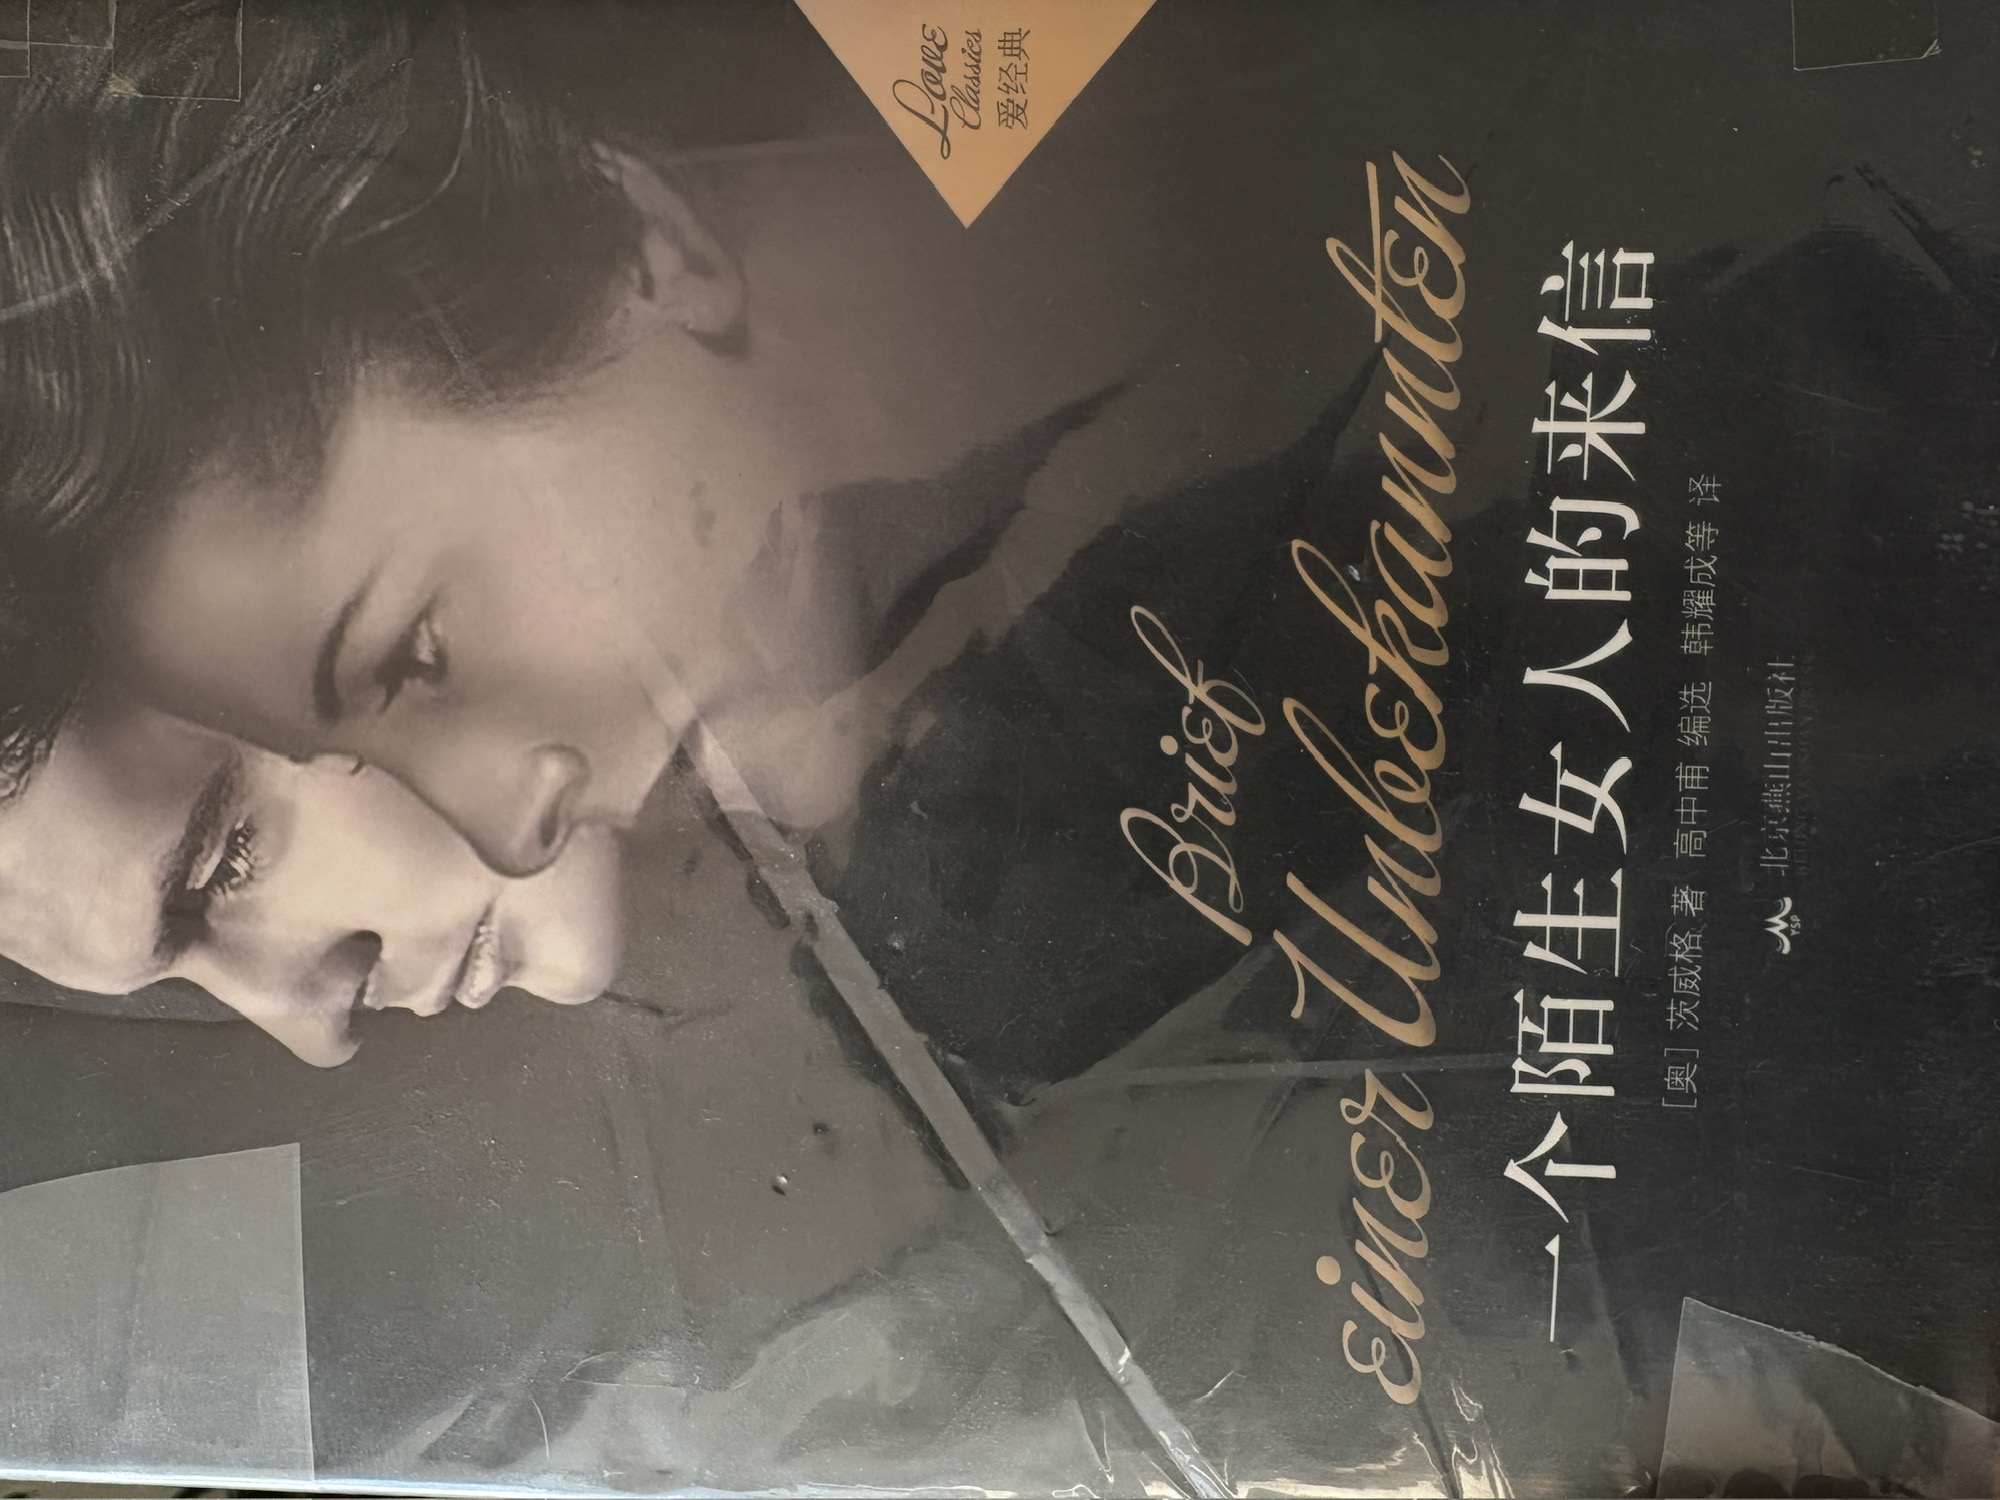 Love
Classics
爱经典
Brief
einer Unbekannten
一个陌生女人的来信
[奥] 茨威格 著 高中甫 编选 韩耀成等 译
YSP
北京燕山出版社